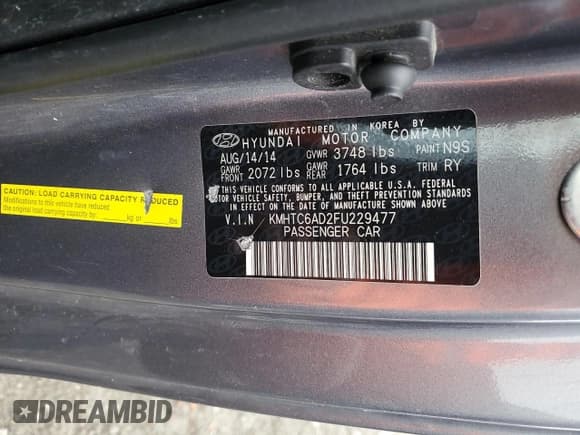 MANUFACTURED IN KOREA BY
HYUNDAI MOTOR COMPANY
AUG/14/14 GVWR 3748 lbs PAINT N9S
GAWR FRONT 2072 lbs GAWR REAR 1764 lbs TRIM RY
THIS VEHICLE CONFORMS TO ALL APPLICABLE U.S.A. FEDERAL
MOTOR VEHICLE SAFETY, BUMPER, AND THEFT PREVENTION
STANDARDS IN EFFECT ON THE DATE OF MANUFACTURE SHOWN ABOVE.
V.I.N KMHTC6AD2FU229477
PASSENGER CAR
CAUTION: LOAD CARRYING CAPACITY REDUCED
Modifications to this vehicle have reduced
the original load carrying capacity by kg or lbs
DREAMBID